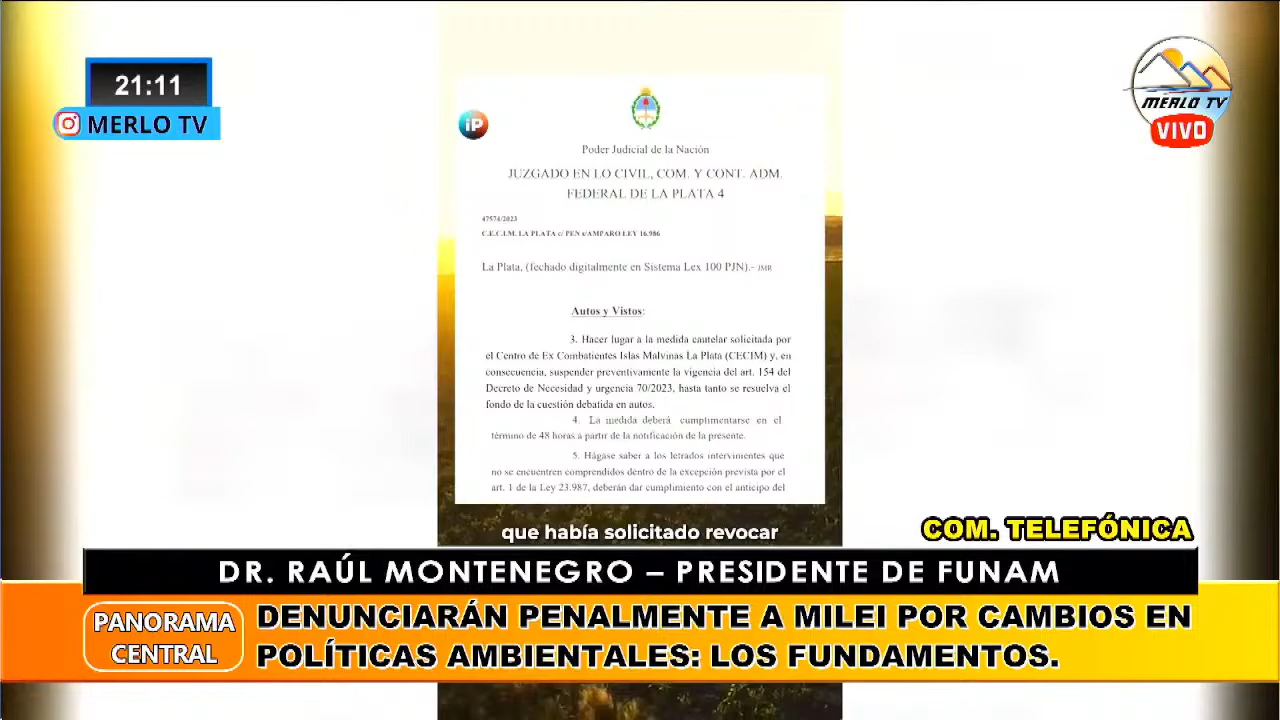 21:11
MERLO TV
MERLO TV
VIVO
iP
Poder Judicial de la Nación
JUZGADO EN LO CIVIL, COM. Y CONT. ADM.
FEDERAL DE LA PLATA 4
47574/2023
C.E.C.I.M. LA PLATA c/ PEN s/AMPARO LEY 16.986
La Plata, (fechado digitalmente en Sistema Lex 100 PJN).- JMR
Autos y Vistos:
3. Hacer lugar a la medida cautelar solicitada por
el Centro de Ex Combatientes Islas Malvinas La Plata (CECIM) y, en
consecuencia, suspender preventivamente la vigencia del art. 154 del
Decreto de Necesidad y urgencia 70/2023, hasta tanto se resuelva el
fondo de la cuestión debatida en autos.
4. La medida deberá cumplimentarse en el
término de 48 horas a partir de la notificación de la presente.
5. Hágase saber a los letrados intervinientes que
no se encuentren comprendidos dentro de la excepción prevista por el
art. 1 de la Ley 23.987, deberán dar cumplimiento con el anticipo del
que había solicitado revocar
COM. TELEFÓNICA
DR. RAÚL MONTENEGRO – PRESIDENTE DE FUNAM
PANORAMA
CENTRAL
DENUNCIARÁN PENALMENTE A MILEI POR CAMBIOS EN
POLÍTICAS AMBIENTALES: LOS FUNDAMENTOS.